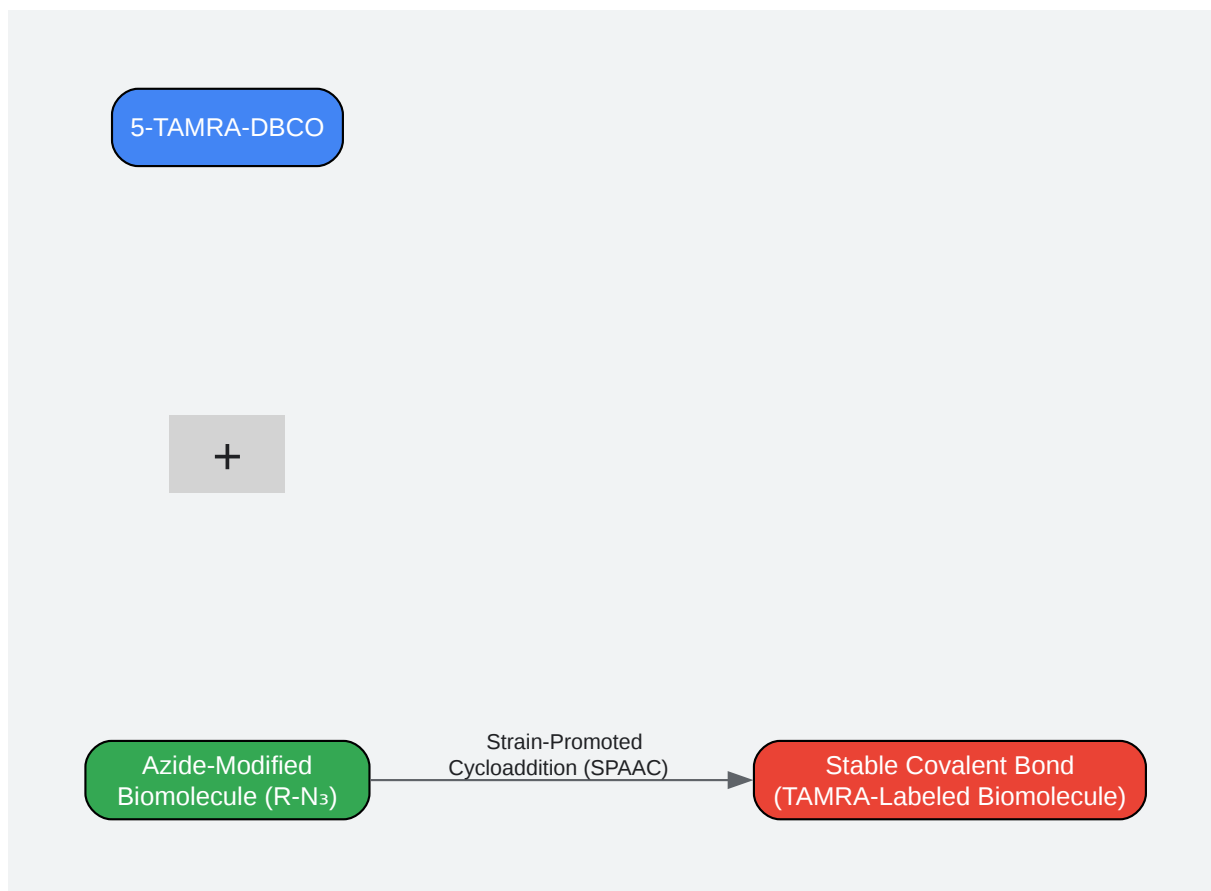 5-TAMRA-DBCO
+
Strain-Promoted
Cycloaddition (SPAAC)
Azide-Modified
Biomolecule (R-N₃)
Stable Covalent Bond
(TAMRA-Labeled Biomolecule)